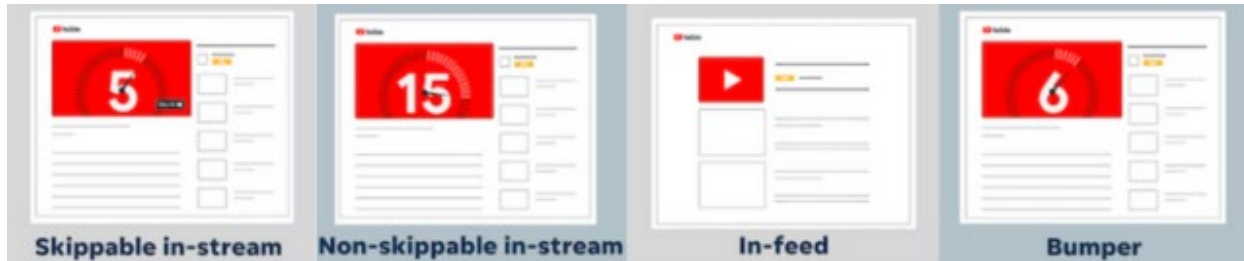 5
Skippable in-stream
15
Non-skippable in-stream
In-feed
6
Bumper